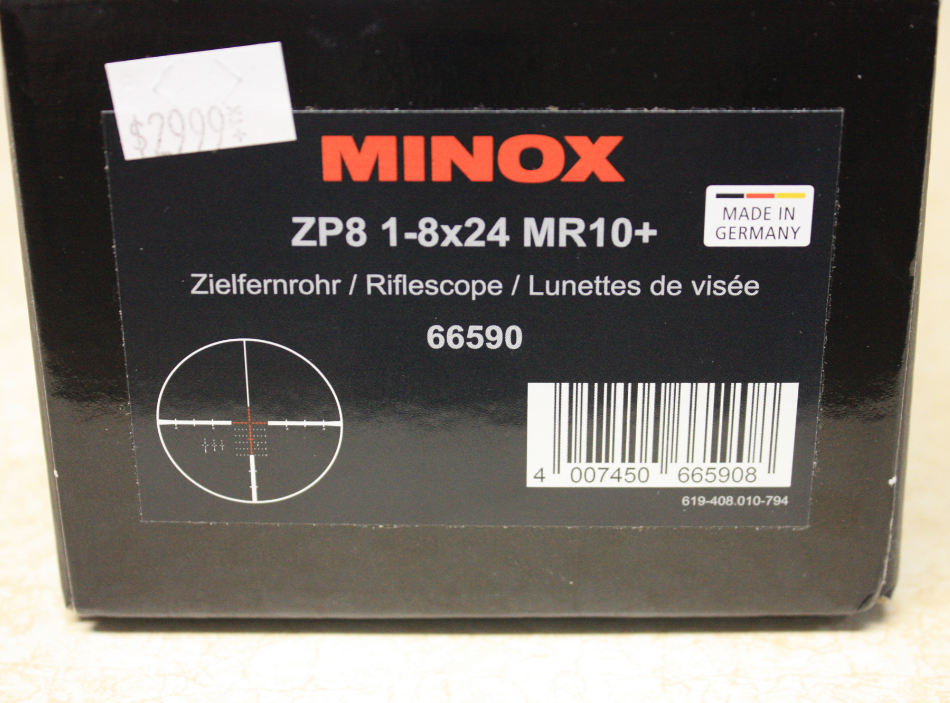 $2999
MINOX
ZP8 1-8x24 MR10+
MADE IN
GERMANY
Zielfernrohr / Riflescope / Lunettes de visée
66590
4 007450 665908
619-408.010-794